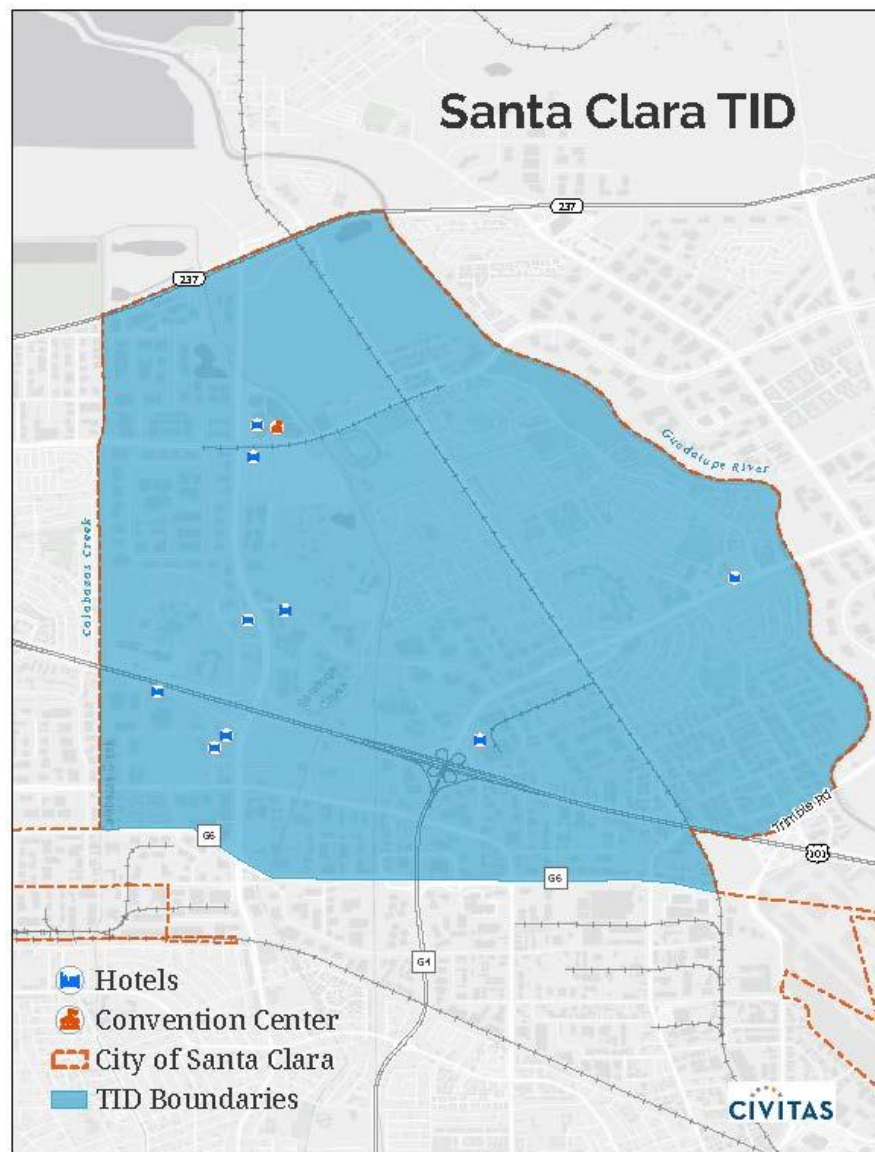 Santa Clara TID
237
237
Guadalupe River
Calabazas Creek
Trimble Rd
101
G6
G6
G4
Hotels
Convention Center
City of Santa Clara
TID Boundaries
CIVITAS